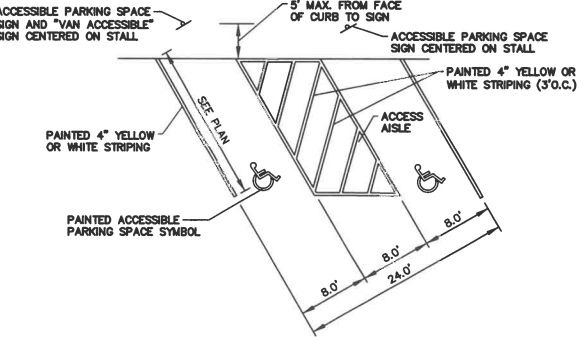 ACCESSIBLE PARKING SPACE
SIGN AND "VAN ACCESSIBLE"
SIGN CENTERED ON STALL
5' MAX. FROM FACE
OF CURB TO SIGN
ACCESSIBLE PARKING SPACE
SIGN CENTERED ON STALL
PAINTED 4" YELLOW OR
WHITE STRIPING (3'O.C.)
SEE PLAN
ACCESS
AISLE
PAINTED 4" YELLOW
OR WHITE STRIPING
PAINTED ACCESSIBLE
PARKING SPACE SYMBOL
8.0'
8.0'
8.0'
24.0'